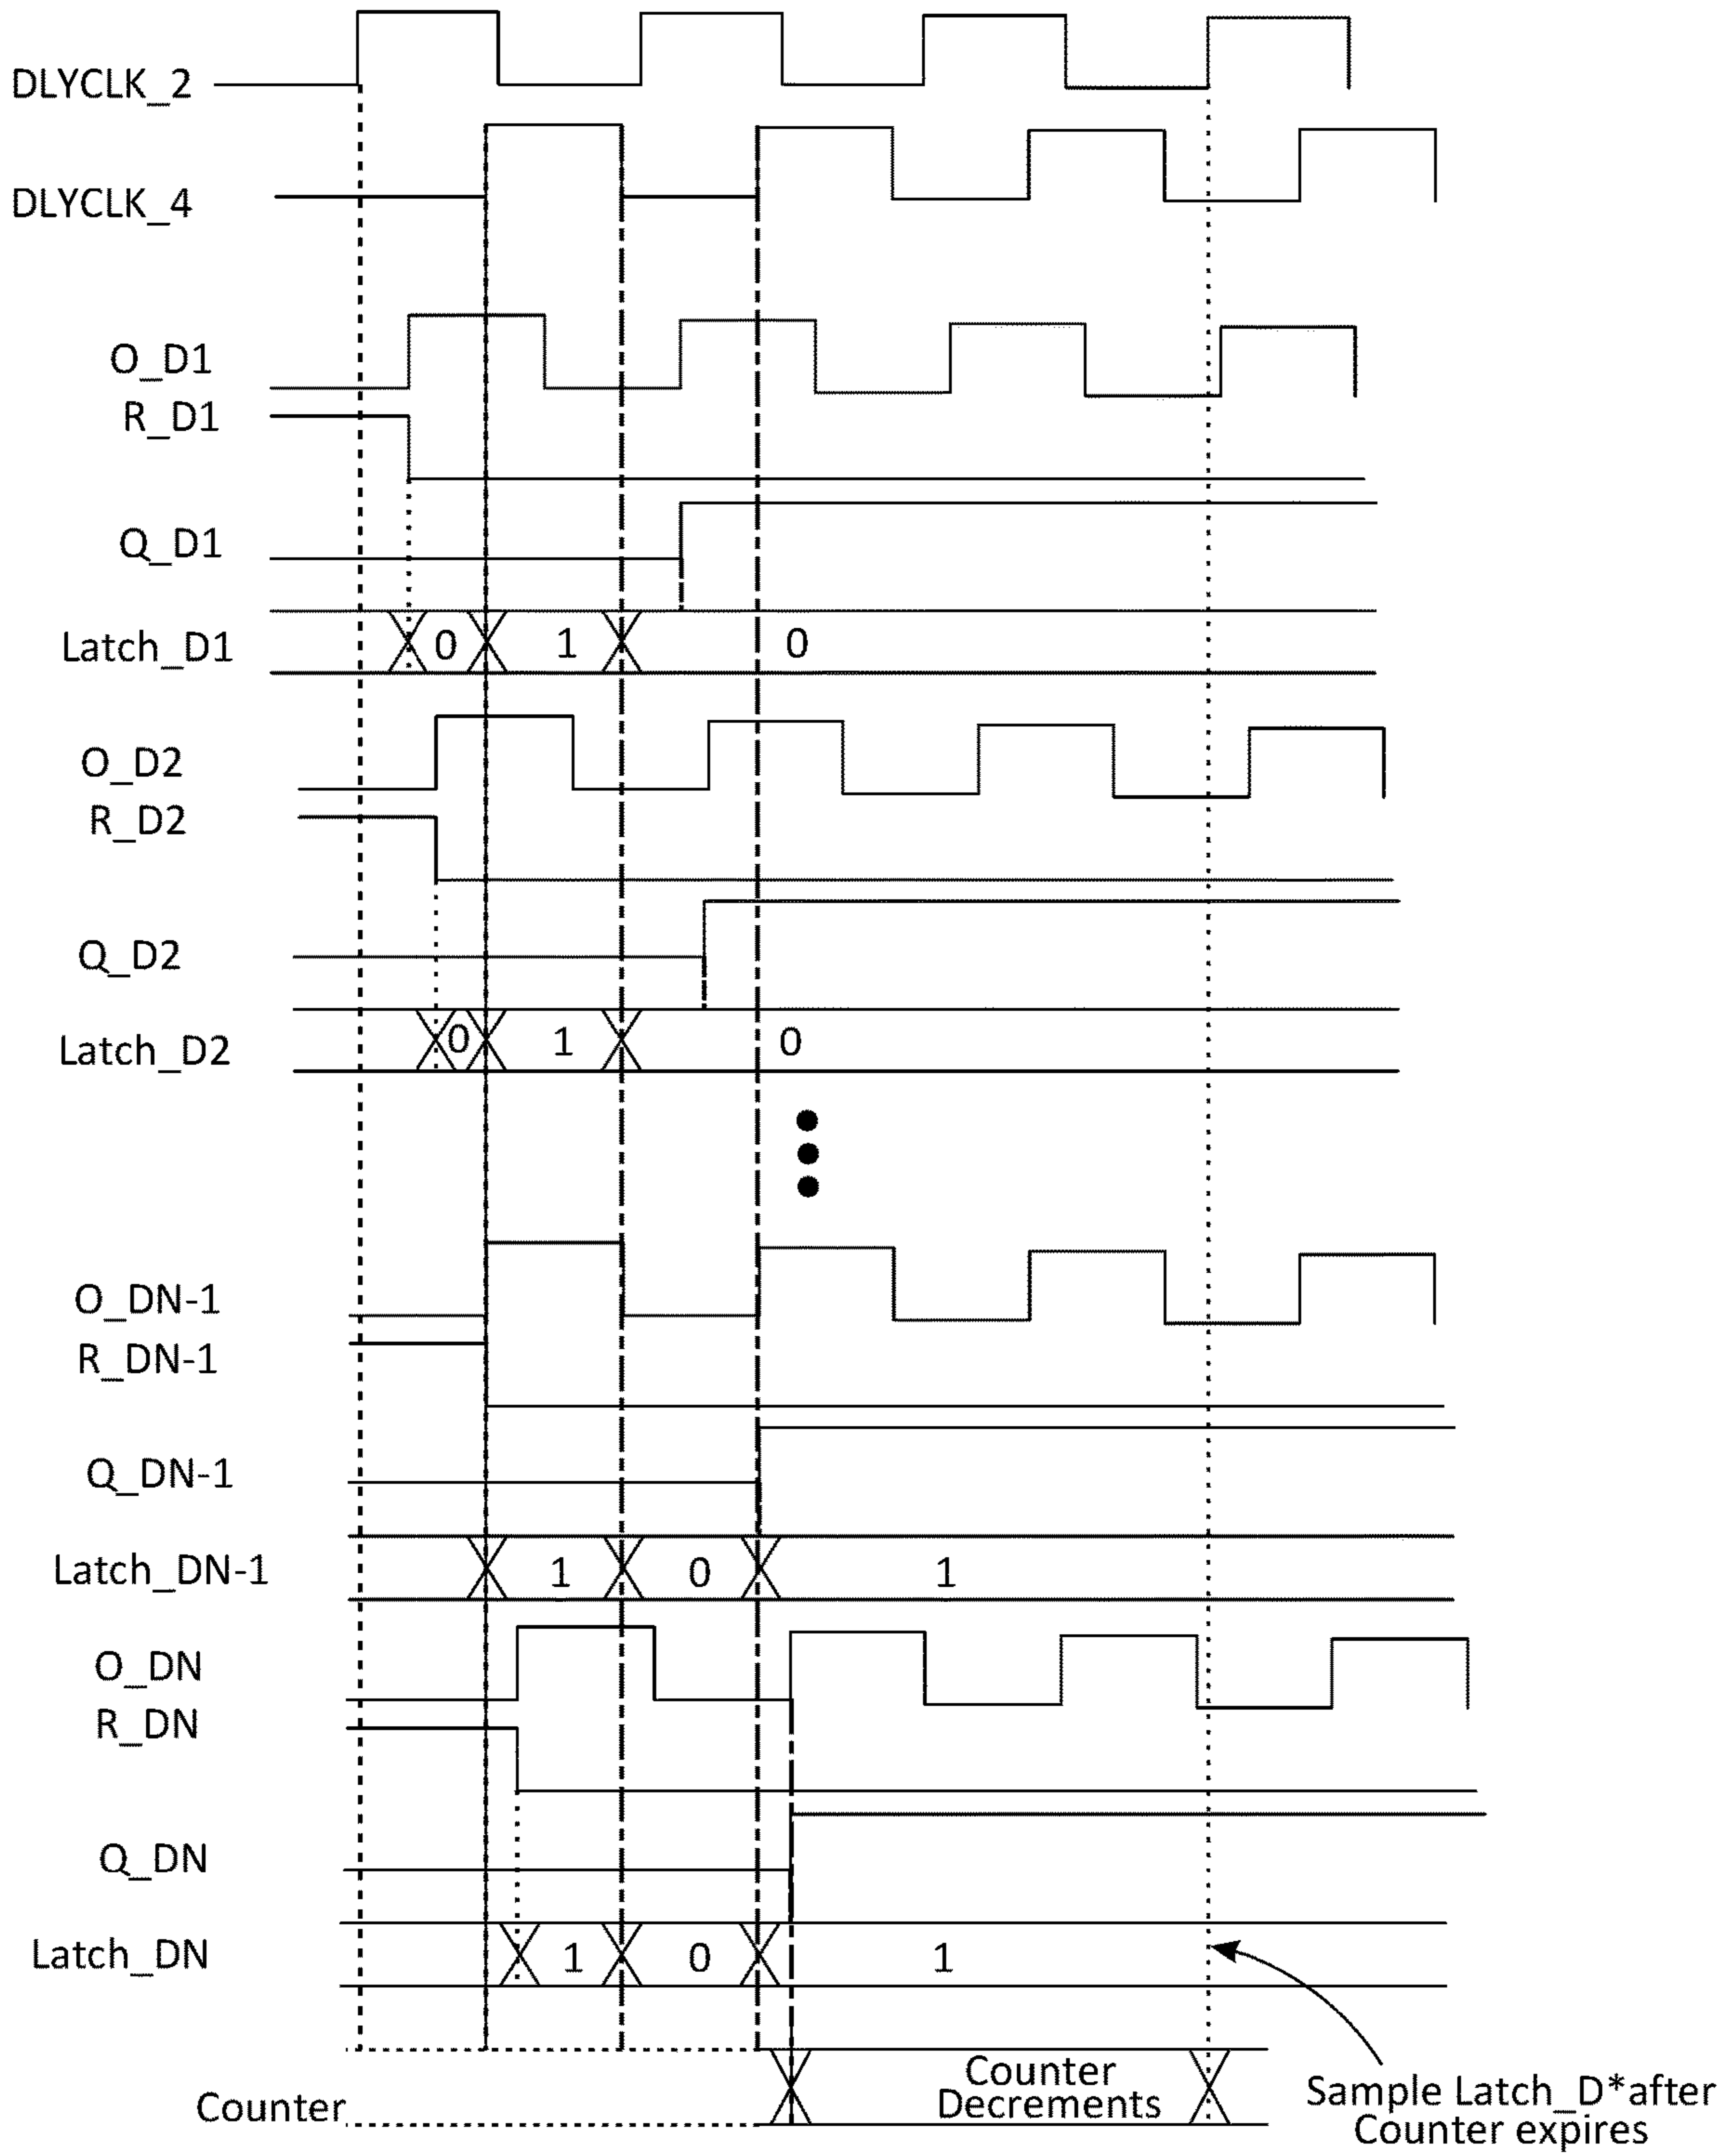 DLYCLK_2
DLYCLK_4
O_D1
R_D1
Q_D1
Latch_D1
0 1 0
O_D2
R_D2
Q_D2
Latch_D2
0 1 0
O_DN-1
R_DN-1
Q_DN-1
Latch_DN-1
1 0 1
O_DN
R_DN
Q_DN
Latch_DN
1 0 1
Counter
Counter
Decrements
Sample Latch_D*after
Counter expires